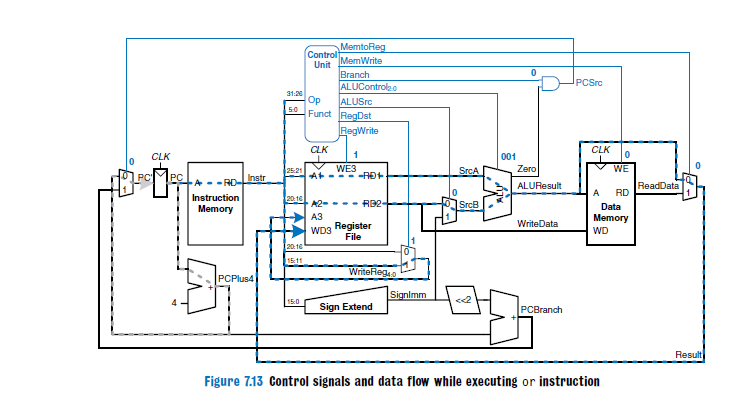 MemtoReg
Control
Unit
MemWrite
Branch
ALUControl2:0
ALUSrc
RegDst
RegWrite
31:26
Op
5:0
Funct
0
PCSrc
CLK
CLK
CLK
0
1
001
0
0
0
1
PC'
PC
A
RD
Instr
Instruction
Memory
25:21
A1
WE3
RD1
20:16
A2
RD2
A3
WD3
Register
File
SrcA
0
0
1
SrcB
ALU
Zero
ALUResult
WriteData
WE
A
RD
Data
Memory
WD
ReadData
0
1
20:16
15:11
1
0
1
WriteReg4:0
PCPlus4
+
4
15:0
Sign Extend
SignImm
<<2
+
PCBranch
Result
Figure 7.13 Control signals and data flow while executing or instruction